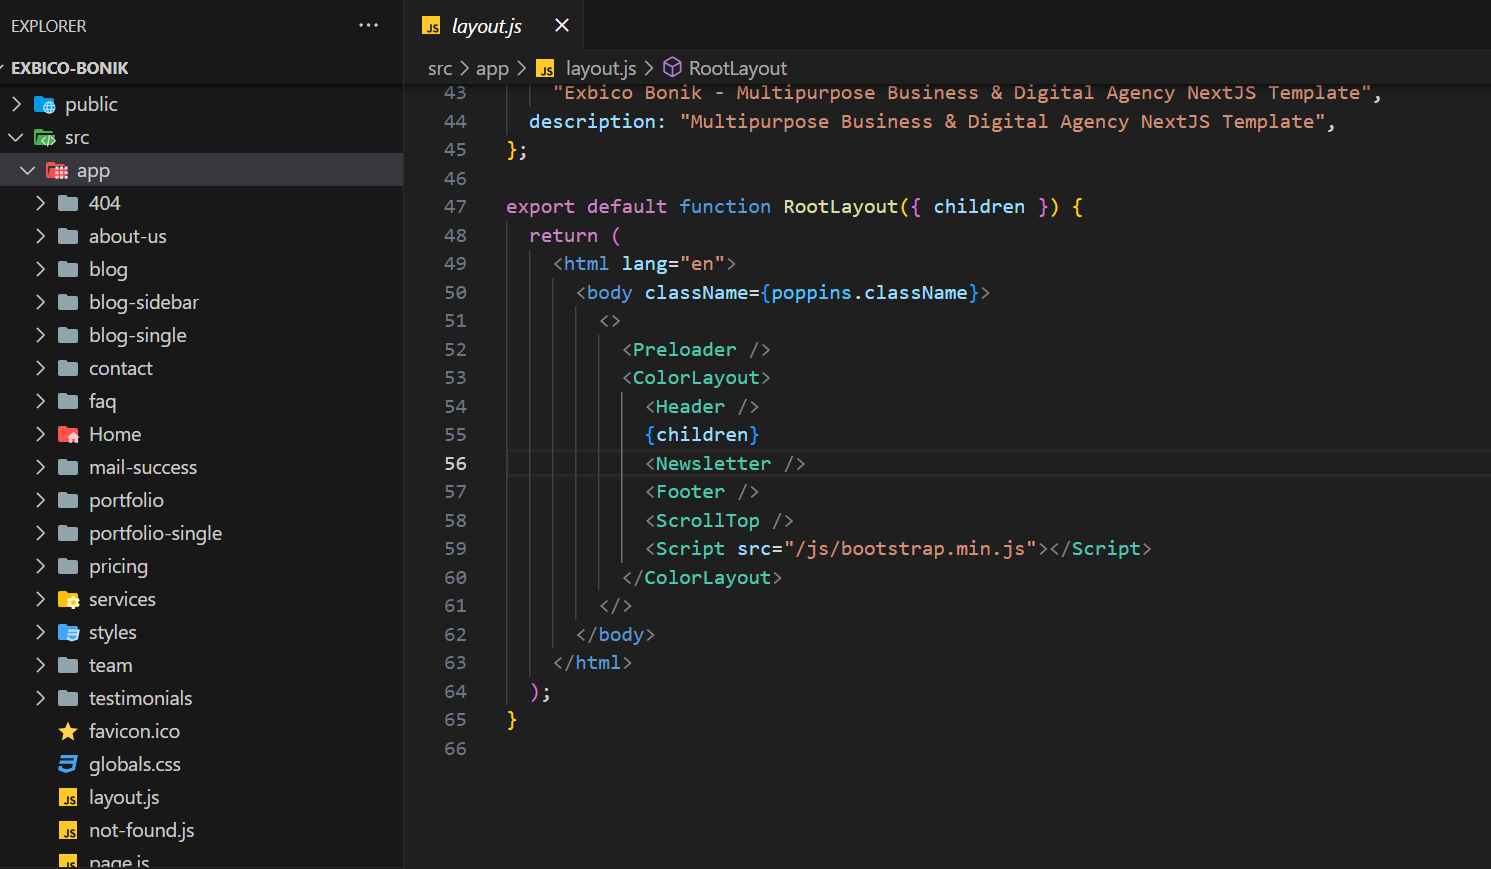 EXPLORER
EXBICO-BONIK
public
src
app
404
about-us
blog
blog-sidebar
blog-single
contact
faq
Home
mail-success
portfolio
portfolio-single
pricing
services
styles
team
testimonials
favicon.ico
globals.css
JS layout.js
JS not-found.js
JS page.js
JS layout.js
src > app > JS layout.js > RootLayout
43 "Exbico Bonik - Multipurpose Business & Digital Agency NextJS Template",
44 description: "Multipurpose Business & Digital Agency NextJS Template",
45 };
46
47 export default function RootLayout({ children }) {
48 return (
49 <html lang="en">
50 <body className={poppins.className}>
51 <>
52 <Preloader />
53 <ColorLayout>
54 <Header />
55 {children}
56 <Newsletter />
57 <Footer />
58 <ScrollTop />
59 <Script src="/js/bootstrap.min.js"></Script>
60 </ColorLayout>
61 </>
62 </body>
63 </html>
64 );
65 }
66